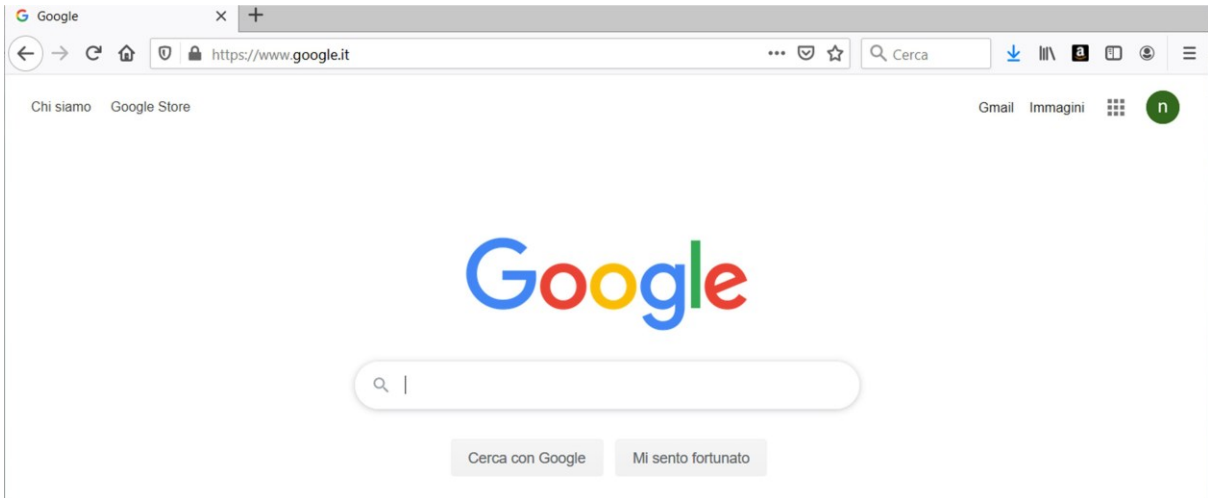 Google
https://www.google.it
Cerca
Chi siamo Google Store
Gmail Immagini
n
Google
Cerca con Google Mi sento fortunato